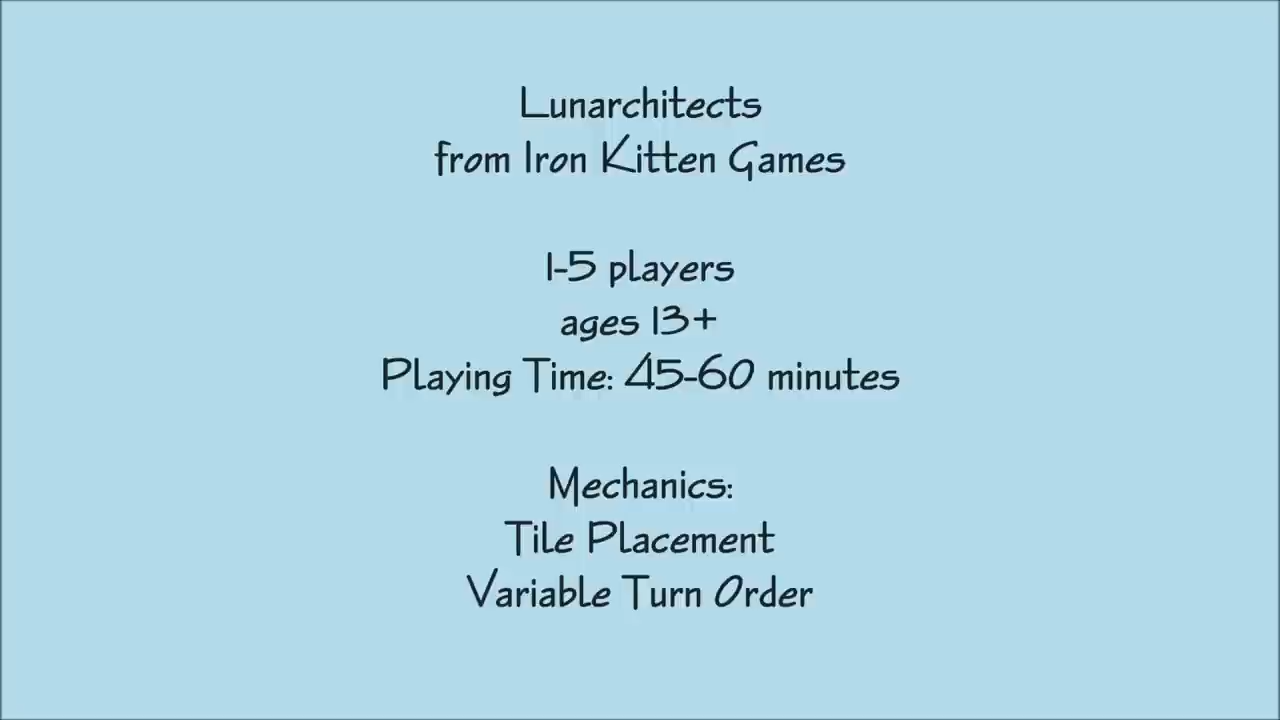 Lunarchitects
from Iron Kitten Games
1-5 players
ages 13+
Playing Time: 45-60 minutes
Mechanics:
Tile Placement
Variable Turn Order